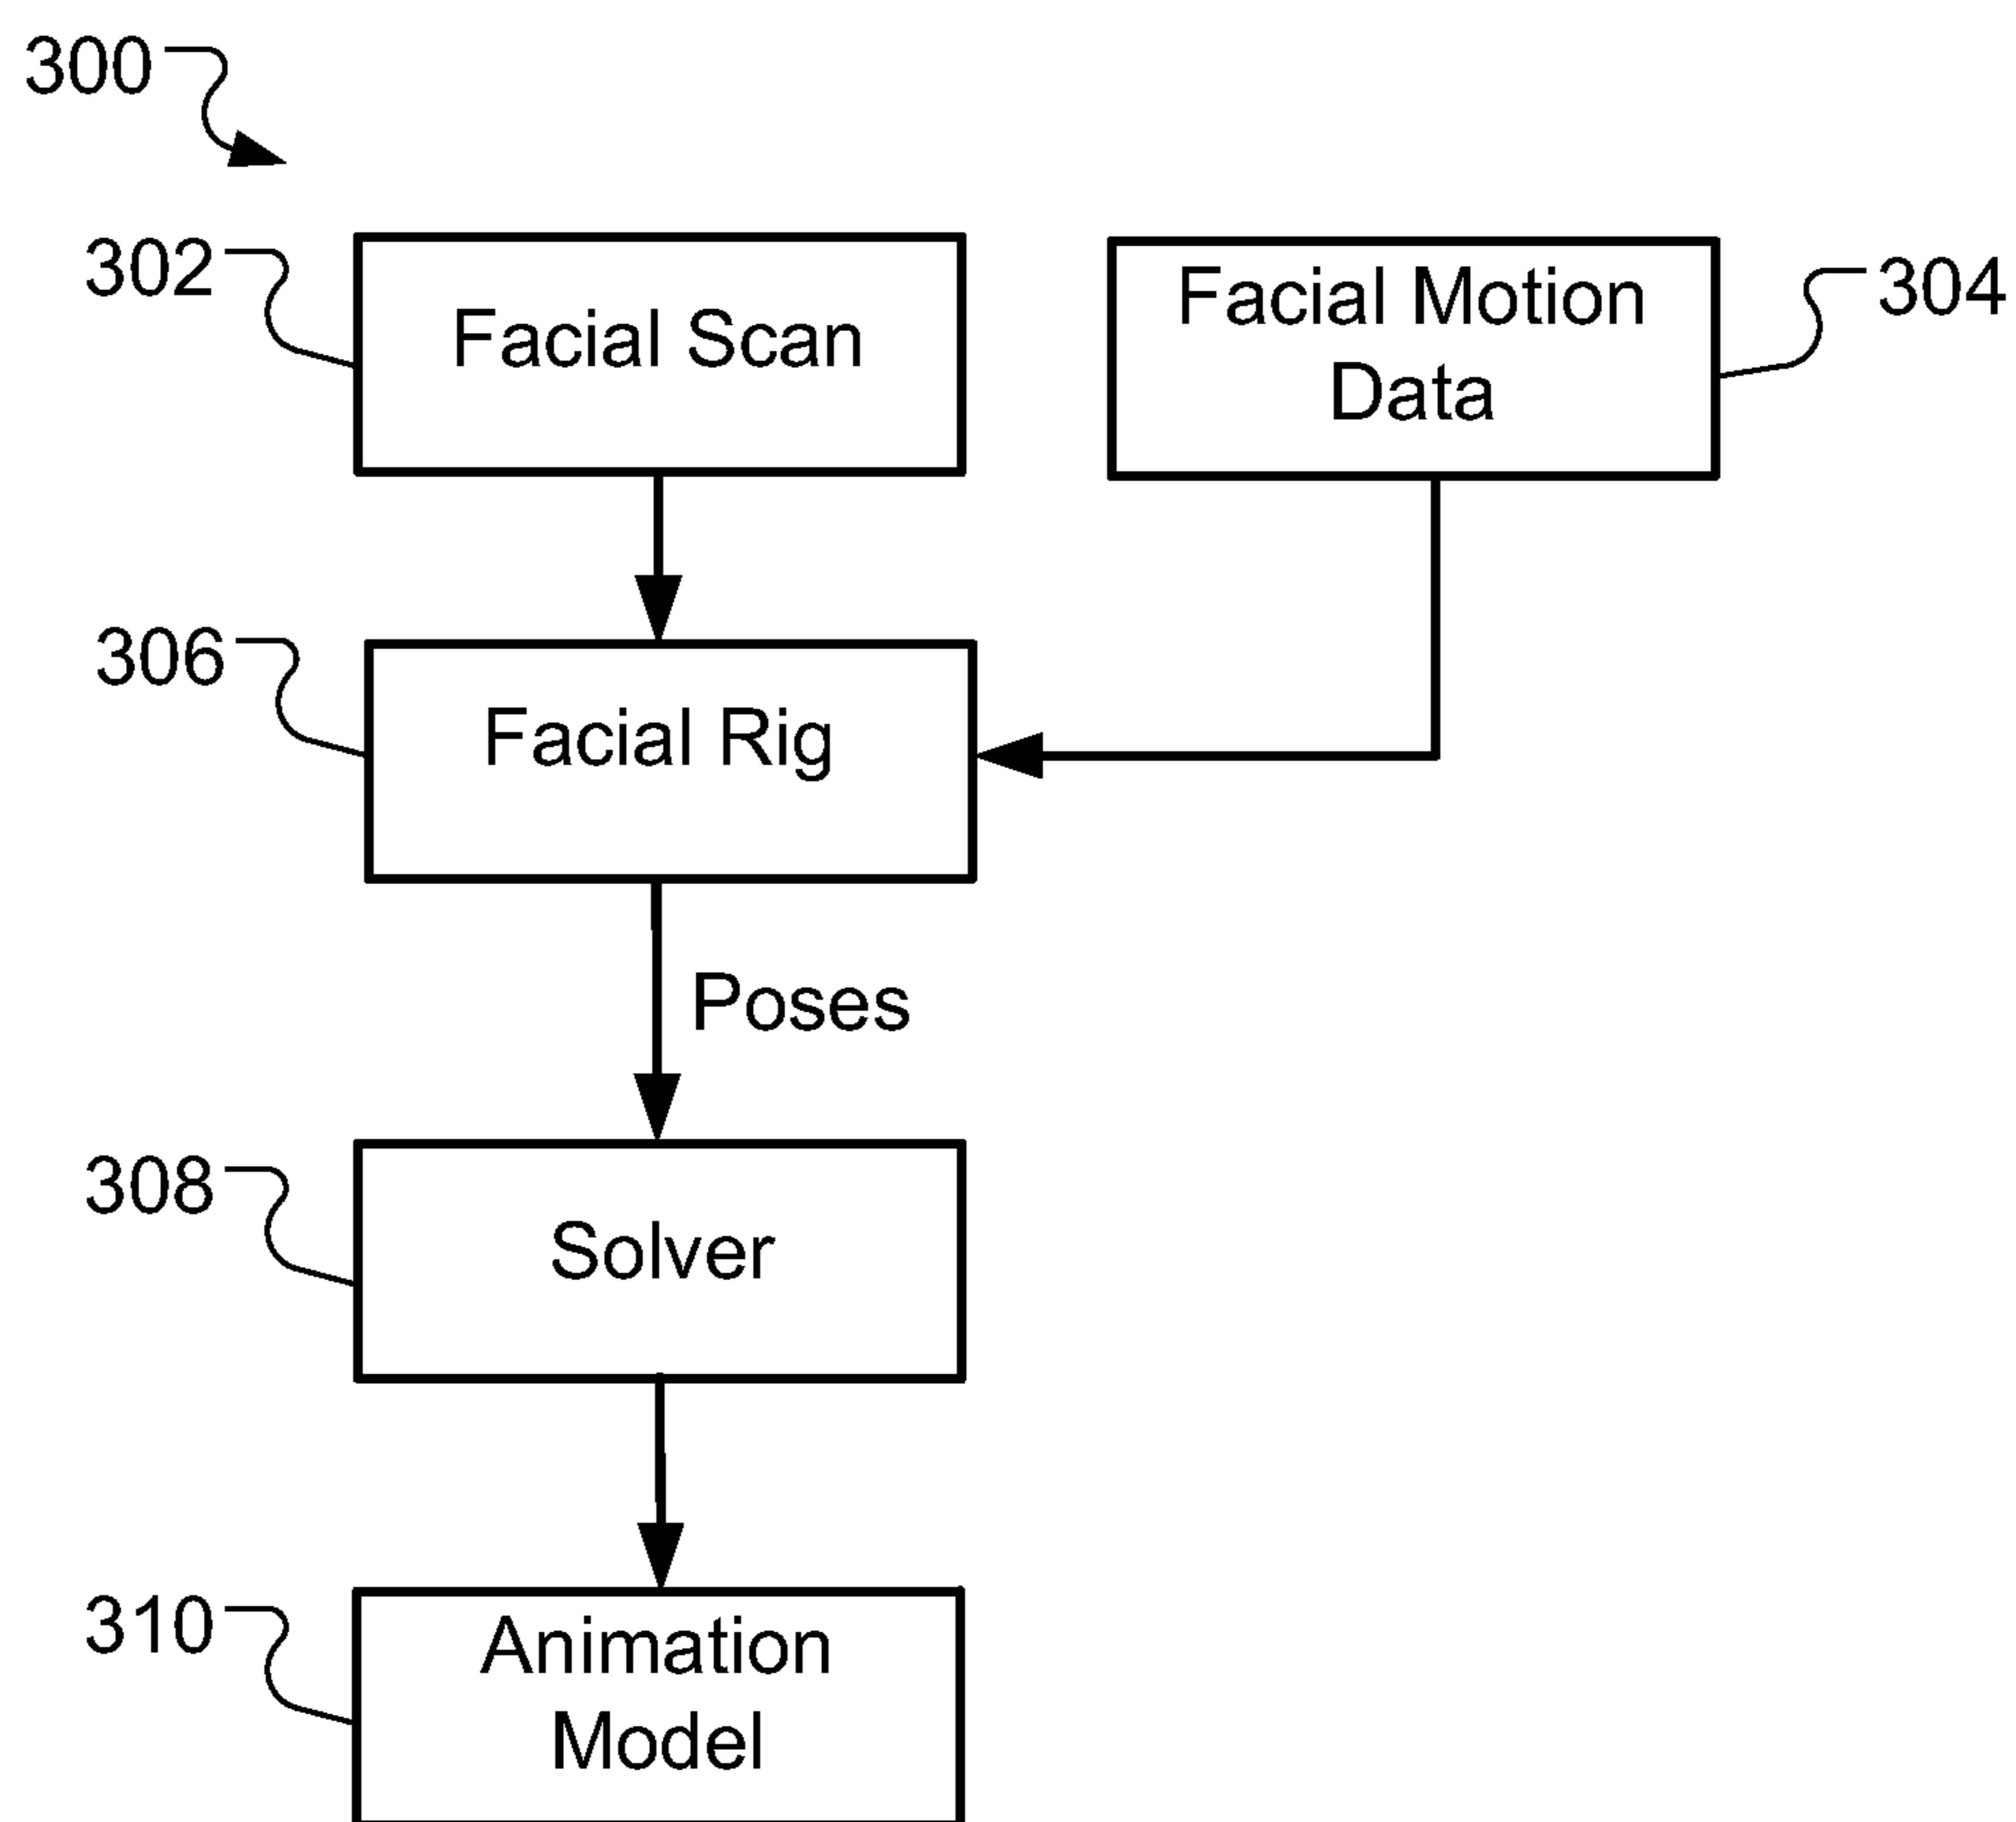 300
302
Facial Scan
Facial Motion
Data
304
306
Facial Rig
Poses
308
Solver
310
Animation
Model